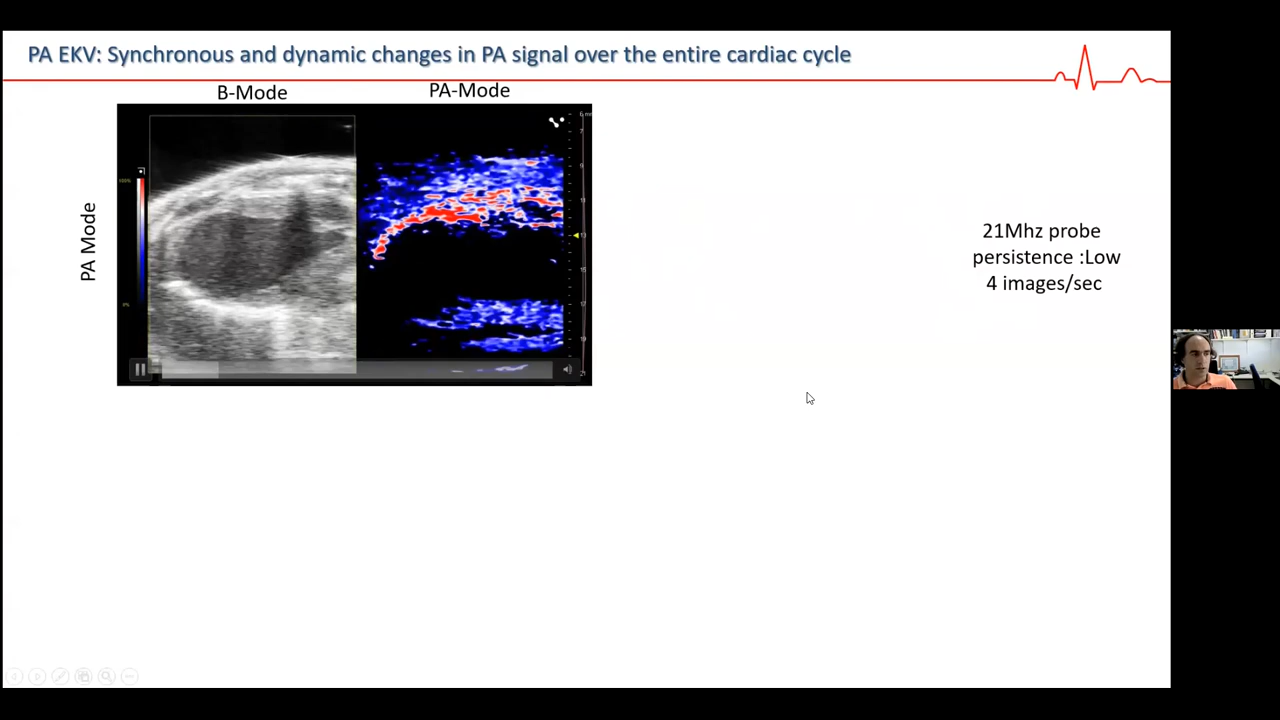 PA EKV: Synchronous and dynamic changes in PA signal over the entire cardiac cycle
B-Mode
PA-Mode
PA Mode
21Mhz probe
persistence :Low
4 images/sec